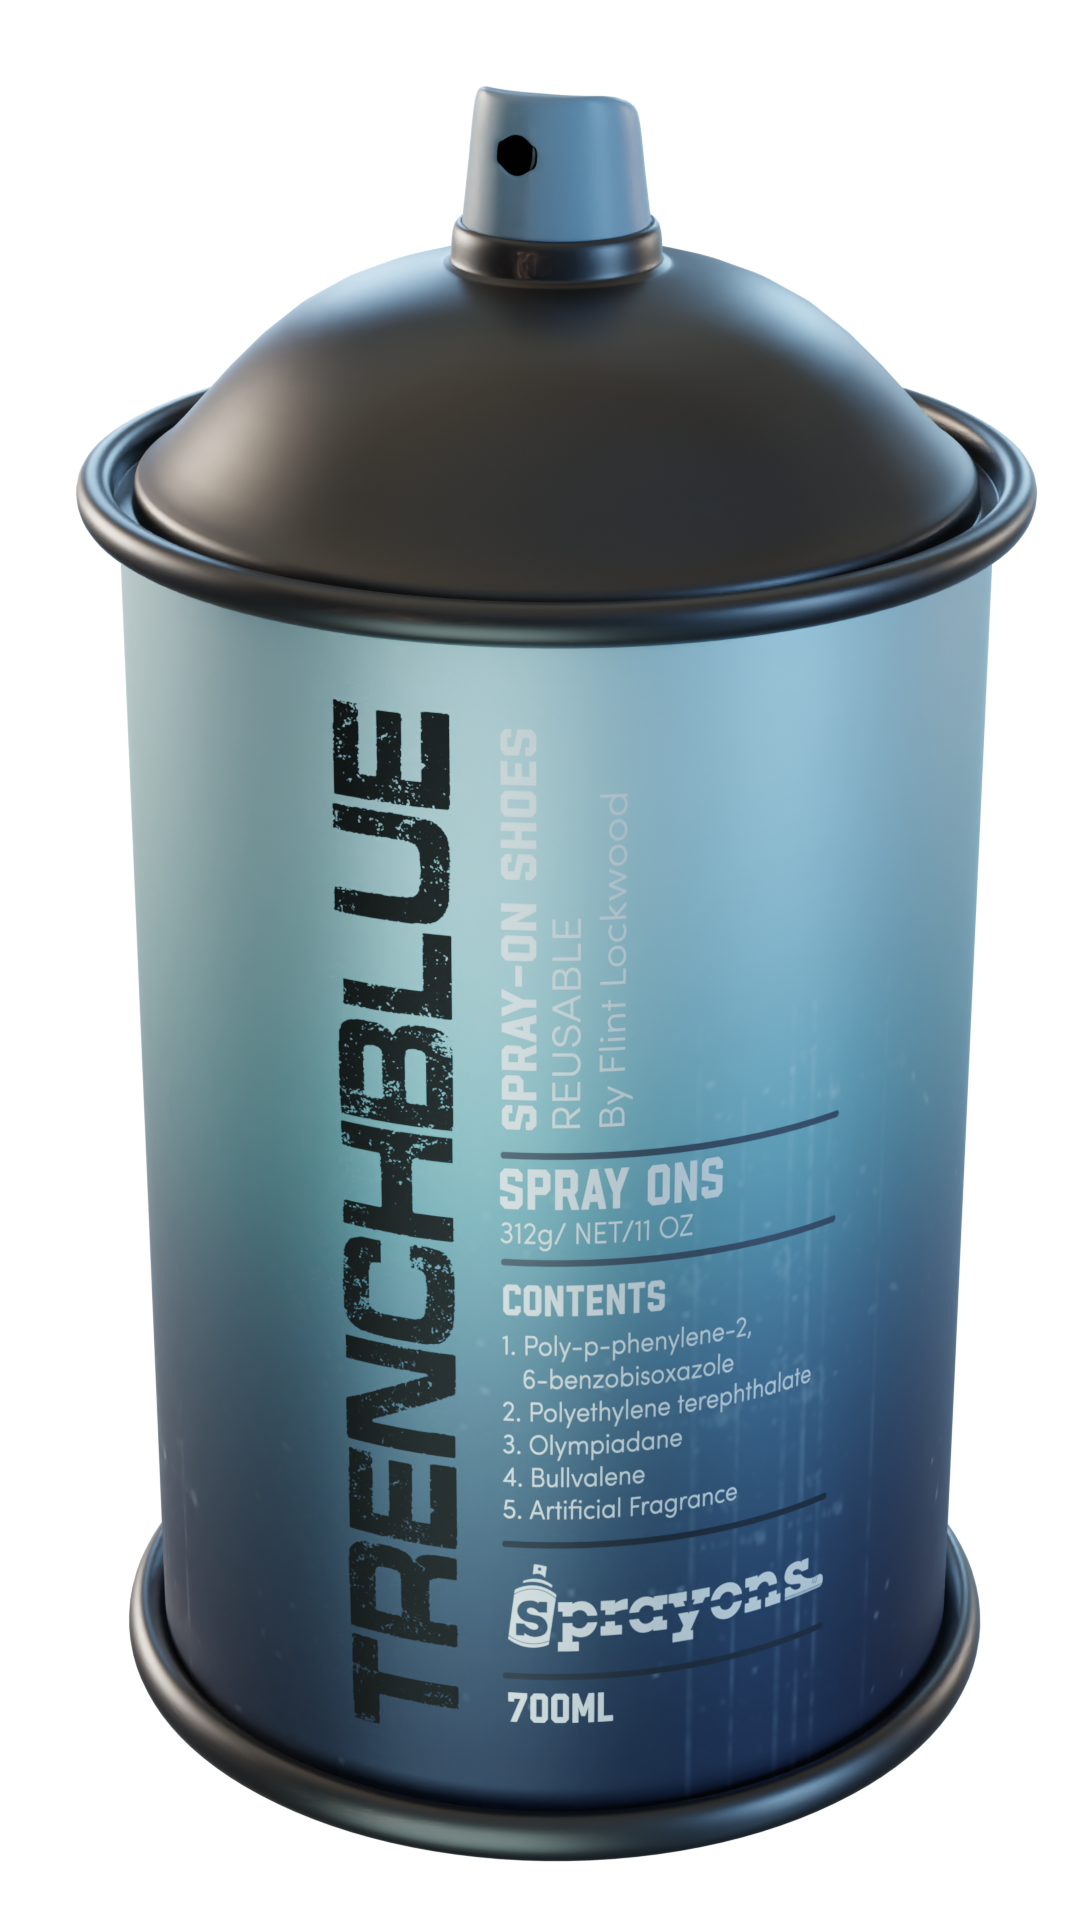 TRENCHBLUE
SPRAY-ON SHOES
REUSABLE
By Flint Lockwood
SPRAY ONS
312g/ NET/11 OZ
CONTENTS
1. Poly-p-phenylene-2,
6-benzobisoxazole
2. Polyethylene terephthalate
3. Olympiadane
4. Bullvalene
5. Artificial Fragrance
sprayons
700ML